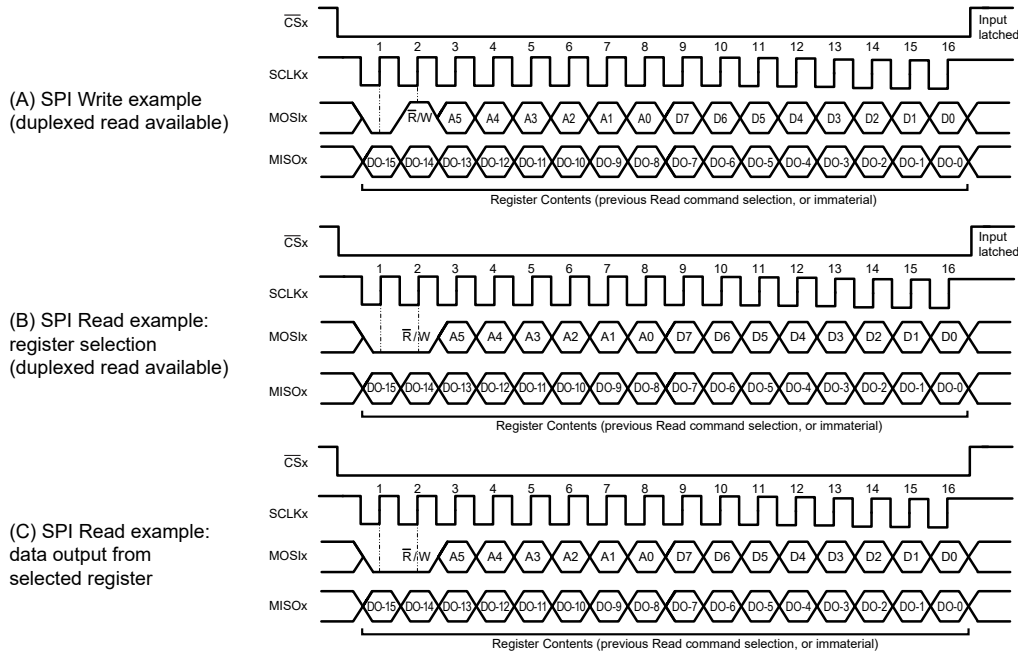 C̅S̅x
Input
latched
1 2 3 4 5 6 7 8 9 10 11 12 13 14 15 16
SCLKx
(A) SPI Write example
(duplexed read available)
MOSIx R̅/W A5 A4 A3 A2 A1 A0 D7 D6 D5 D4 D3 D2 D1 D0
MISOx DO-15 DO-14 DO-13 DO-12 DO-11 DO-10 DO-9 DO-8 DO-7 DO-6 DO-5 DO-4 DO-3 DO-2 DO-1 DO-0
Register Contents (previous Read command selection, or immaterial)
C̅S̅x
Input
latched
1 2 3 4 5 6 7 8 9 10 11 12 13 14 15 16
SCLKx
(B) SPI Read example:
register selection
(duplexed read available)
MOSIx R̅/W A5 A4 A3 A2 A1 A0 D7 D6 D5 D4 D3 D2 D1 D0
MISOx DO-15 DO-14 DO-13 DO-12 DO-11 DO-10 DO-9 DO-8 DO-7 DO-6 DO-5 DO-4 DO-3 DO-2 DO-1 DO-0
Register Contents (previous Read command selection, or immaterial)
C̅S̅x
1 2 3 4 5 6 7 8 9 10 11 12 13 14 15 16
SCLKx
(C) SPI Read example:
data output from
selected register
MOSIx R̅/W A5 A4 A3 A2 A1 A0 D7 D6 D5 D4 D3 D2 D1 D0
MISOx DO-15 DO-14 DO-13 DO-12 DO-11 DO-10 DO-9 DO-8 DO-7 DO-6 DO-5 DO-4 DO-3 DO-2 DO-1 DO-0
Register Contents (previous Read command selection, or immaterial)